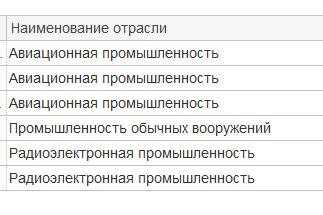 Наименование отрасли
Авиационная промышленность
Авиационная промышленность
Авиационная промышленность
Промышленность обычных вооружений
Радиоэлектронная промышленность
Радиоэлектронная промышленность